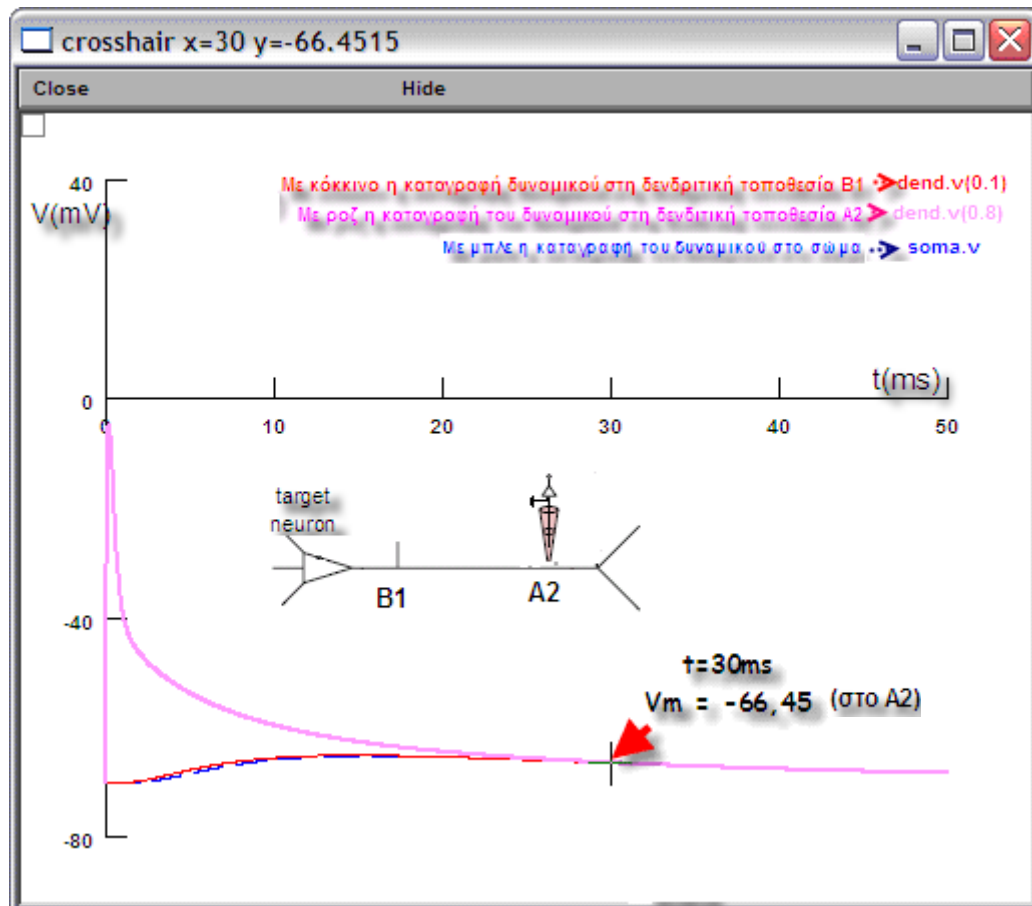 crosshair x=30 y=-66.4515
Close Hide
40
V(mV)
Με κόκκινο η καταγραφή δυναμικού στη δενδριτική τοποθεσία B1 dend.v(0.1)
Με ροζ η καταγραφή του δυναμικού στη δενδιτική τοποθεσία A2 dend.v(0.8)
Με μπλε η καταγραφή του δυναμικού στο σώμα soma.v
t(ms)
0
0 10 20 30 40 50
target
neuron
B1 A2
-40
t=30ms
Vm = -66,45 (στο A2)
-80